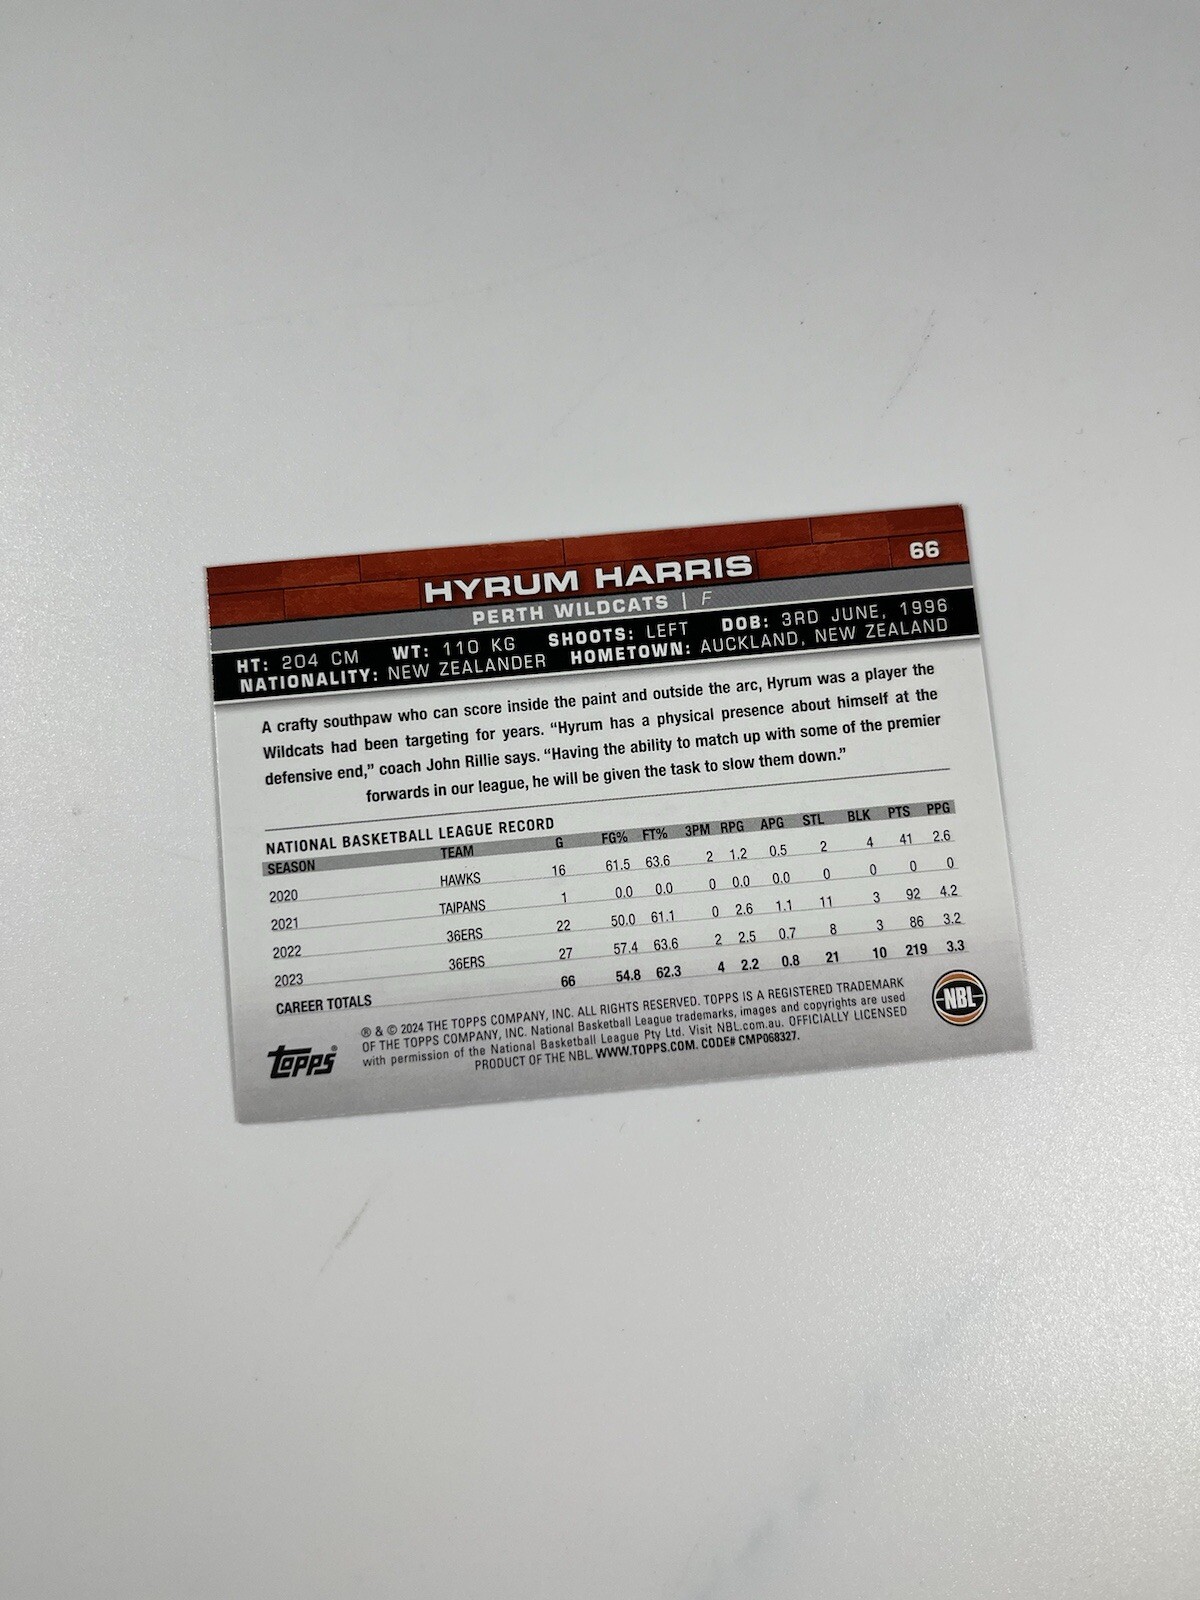 66
HYRUM HARRIS
PERTH WILDCATS | F
HT: 204 CM WT: 110 KG SHOOTS: LEFT DOB: 3RD JUNE, 1996
NATIONALITY: NEW ZEALANDER HOMETOWN: AUCKLAND, NEW ZEALAND
A crafty southpaw who can score inside the paint and outside the arc, Hyrum was a player the
Wildcats had been targeting for years. “Hyrum has a physical presence about himself at the
defensive end,” coach John Rillie says. “Having the ability to match up with some of the premier
forwards in our league, he will be given the task to slow them down.”
NATIONAL BASKETBALL LEAGUE RECORD
SEASON TEAM G FG% FT% 3PM RPG APG STL BLK PTS PPG
2020 HAWKS 16 61.5 63.6 2 1.2 0.5 2 4 41 2.6
2021 TAIPANS 1 0.0 0.0 0 0.0 0.0 0 0 0 0
2022 36ERS 22 50.0 61.1 0 2.6 1.1 11 3 92 4.2
2023 36ERS 27 57.4 63.6 2 2.5 0.7 8 3 86 3.2
CAREER TOTALS 66 54.8 62.3 4 2.2 0.8 21 10 219 3.3
® & © 2024 THE TOPPS COMPANY, INC. ALL RIGHTS RESERVED. TOPPS IS A REGISTERED TRADEMARK
OF THE TOPPS COMPANY, INC. National Basketball League trademarks, images and copyrights are used
with permission of the National Basketball League Pty Ltd. Visit NBL.com.au. OFFICIALLY LICENSED
PRODUCT OF THE NBL. WWW.TOPPS.COM. CODE# CMP068327.
topps®
NBL